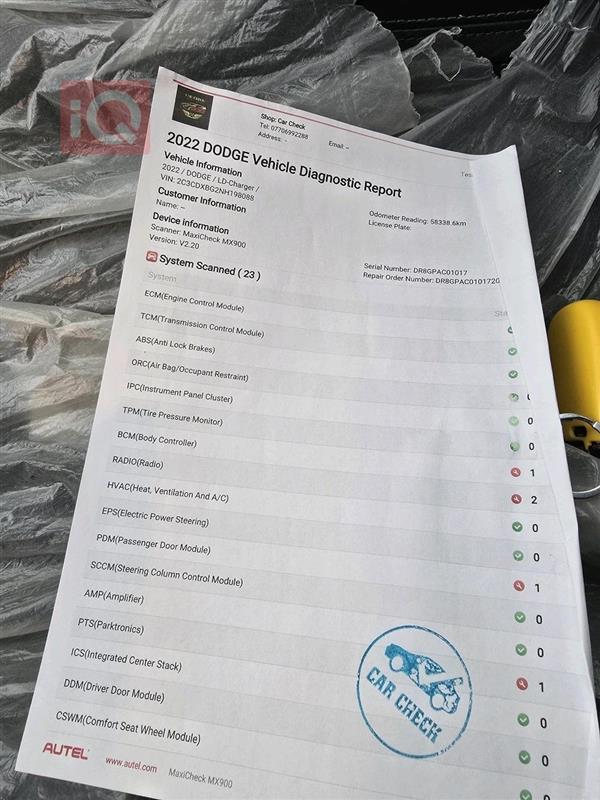 iQ
Shop: Car Check
Tel: 07706992288
Address: -
Email: --
2022 DODGE Vehicle Diagnostic Report
Vehicle Information
2022 / DODGE / LD-Charger /
VIN: 2C3CDXBG2NH198088
Odometer Reading: 58338.6km
License Plate:
Customer Information
Name: --
Device information
Scanner: MaxiCheck MX900
Version: V2.20
Serial Number: DR8GPAC01017
Repair Order Number: DR8GPAC0101720
System Scanned ( 23 )
System
ECM(Engine Control Module)
TCM(Transmission Control Module)
ABS(Anti Lock Brakes)
ORC(Air Bag/Occupant Restraint)
IPC(Instrument Panel Cluster)
TPM(Tire Pressure Monitor) 0
BCM(Body Controller) 0
RADIO(Radio) 1
HVAC(Heat, Ventilation And A/C) 2
EPS(Electric Power Steering) 0
PDM(Passenger Door Module) 0
SCCM(Steering Column Control Module) 1
AMP(Amplifier) 0
PTS(Parktronics) 0
ICS(Integrated Center Stack) 1
DDM(Driver Door Module) 0
CSWM(Comfort Seat Wheel Module) 0
CAR CHECK
AUTEL
www.autel.com
MaxiCheck MX900